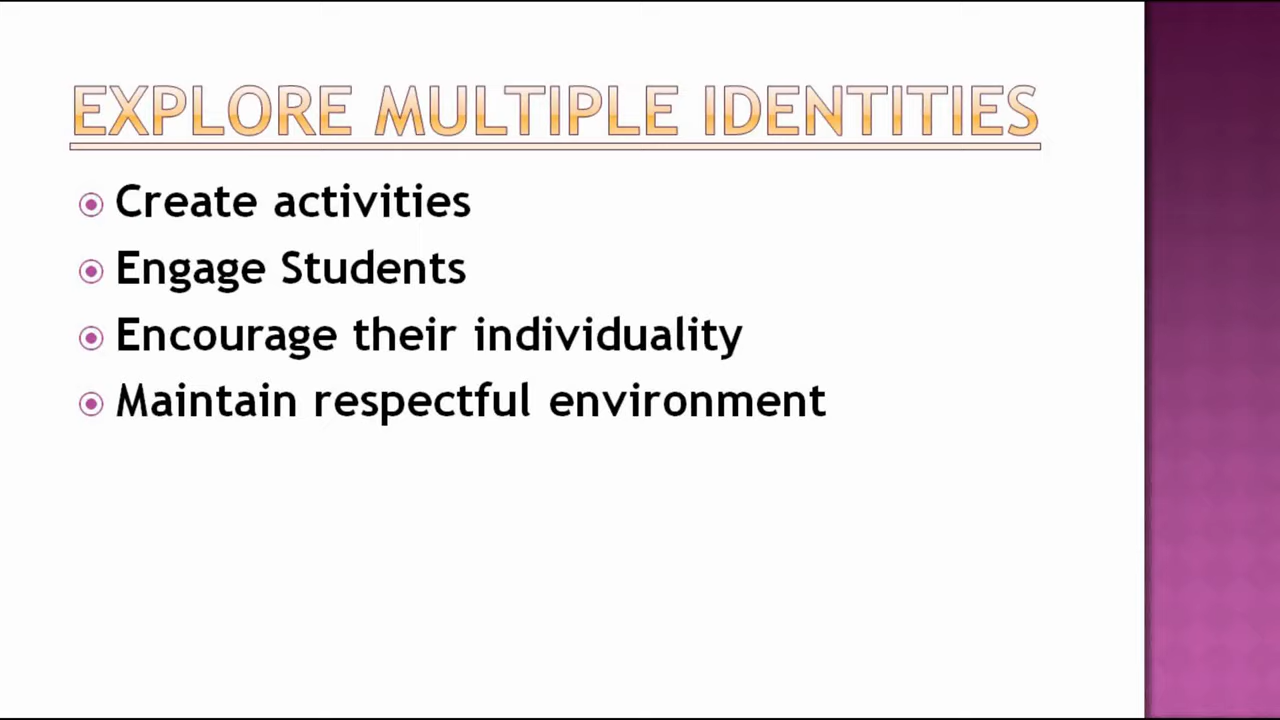 EXPLORE MULTIPLE IDENTITIES
Create activities
Engage Students
Encourage their individuality
Maintain respectful environment